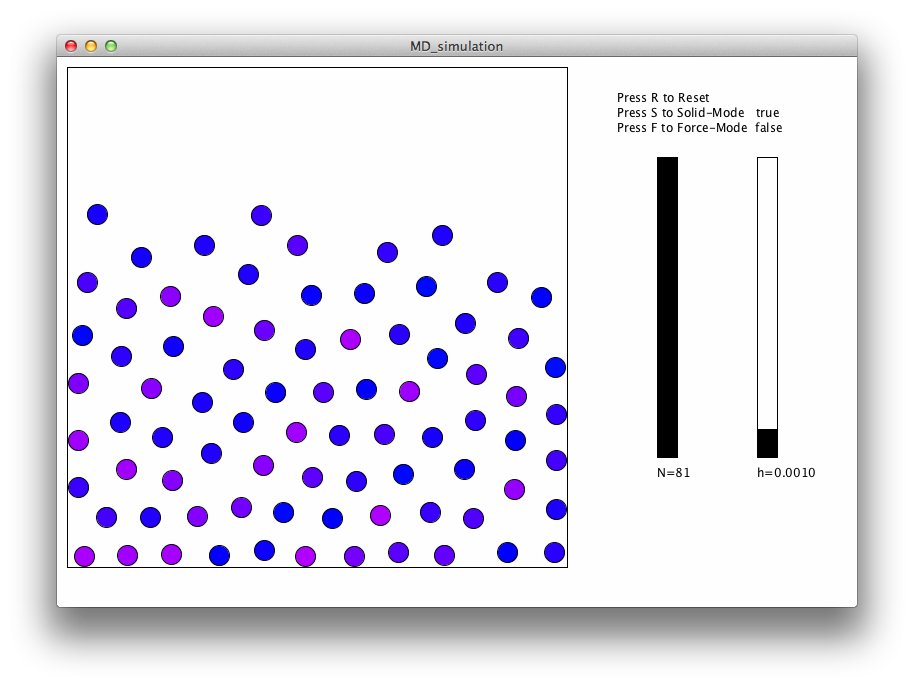 MD_simulation
Press R to Reset
Press S to Solid-Mode true
Press F to Force-Mode false
N=81
h=0.0010